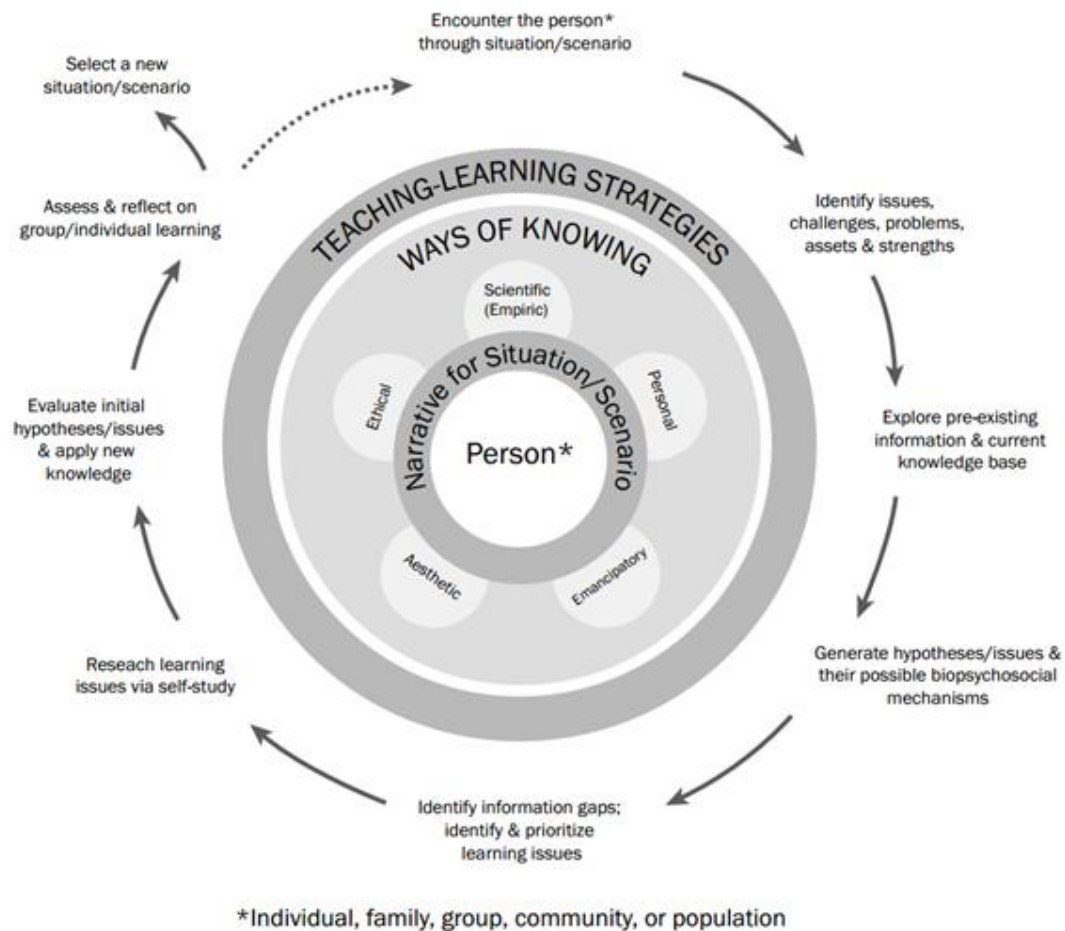 Encounter the person*
through situation/scenario
Select a new
situation/scenario
Assess & reflect on
group/individual learning
Identify issues,
challenges, problems,
assets & strengths
TEACHING-LEARNING STRATEGIES
WAYS OF KNOWING
Scientific
(Empiric)
Narrative for Situation/Scenario
Ethical
Personal
Person*
Aesthetic
Emancipatory
Evaluate initial
hypotheses/issues
& apply new
knowledge
Explore pre-existing
information & current
knowledge base
Reseach learning
issues via self-study
Generate hypotheses/issues &
their possible biopsychosocial
mechanisms
Identify information gaps;
identify & prioritize
learning issues
*Individual, family, group, community, or population